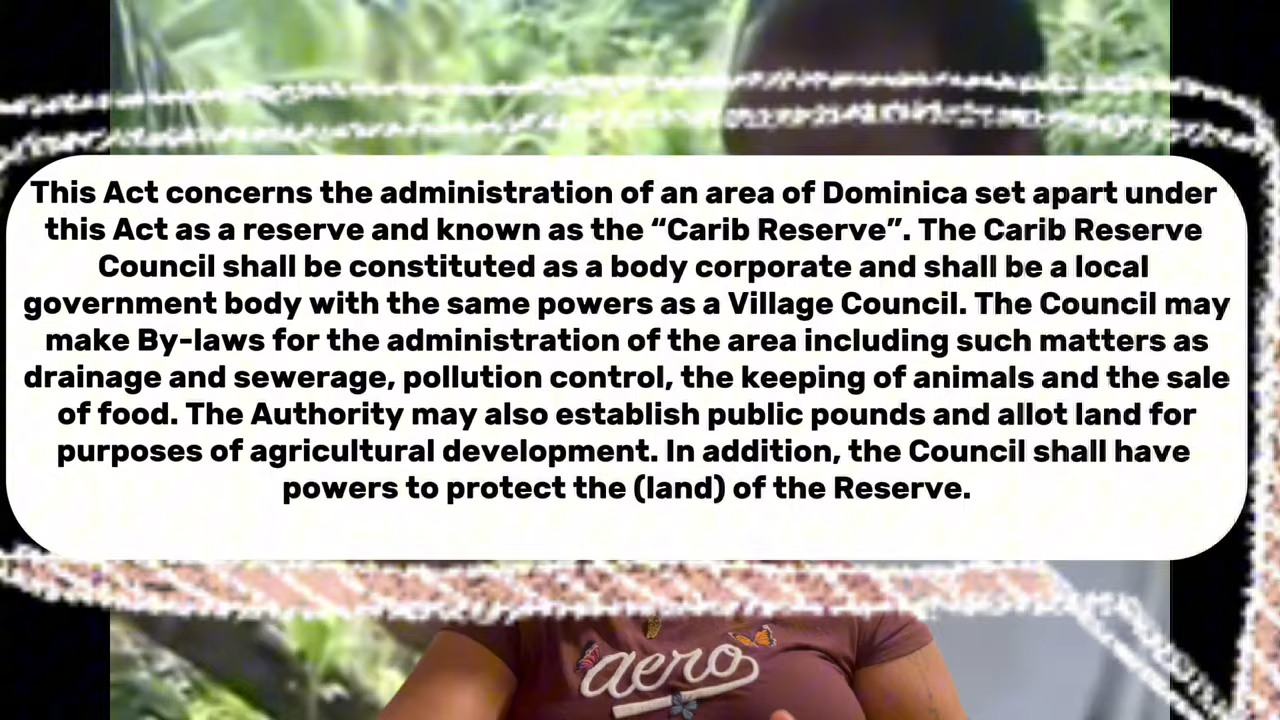 This Act concerns the administration of an area of Dominica set apart under
this Act as a reserve and known as the “Carib Reserve”. The Carib Reserve
Council shall be constituted as a body corporate and shall be a local
government body with the same powers as a Village Council. The Council may
make By-laws for the administration of the area including such matters as
drainage and sewerage, pollution control, the keeping of animals and the sale
of food. The Authority may also establish public pounds and allot land for
purposes of agricultural development. In addition, the Council shall have
powers to protect the (land) of the Reserve.
aero